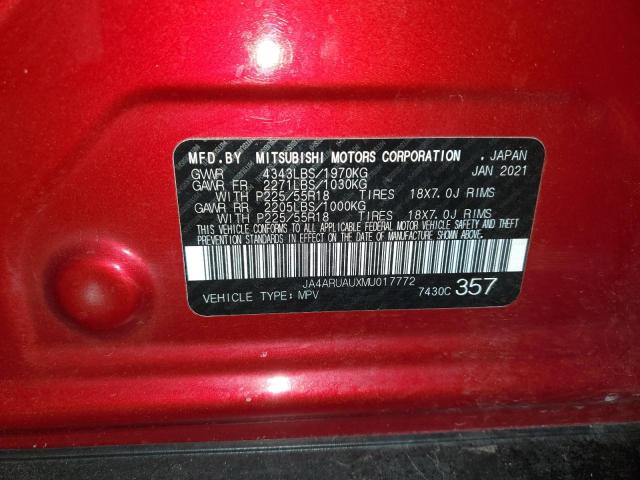 MFD.BY MITSUBISHI MOTORS CORPORATION . JAPAN
GVWR 4343LBS/1970KG JAN 2021
GAWR FR 2271LBS/1030KG
WITH P225/55R18 TIRES 18X7.0J RIMS
GAWR RR 2205LBS/1000KG
WITH P225/55R18 TIRES 18X7.0J RIMS
THIS VEHICLE CONFORMS TO ALL APPLICABLE FEDERAL MOTOR VEHICLE SAFETY AND THEFT
PREVENTION STANDARDS IN EFFECT ON THE DATE OF MANUFACTURE SHOWN ABOVE.
JA4ARUAUXMU017772
VEHICLE TYPE: MPV 7430C 357